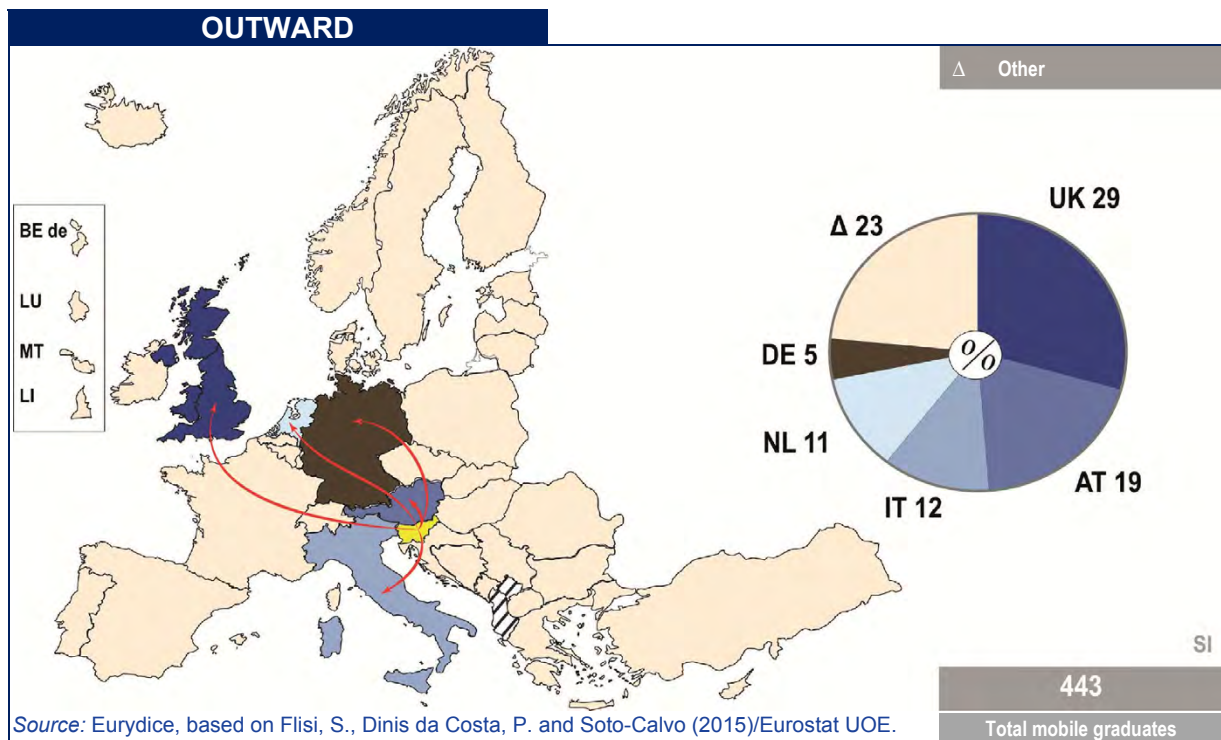 OUTWARD
Δ Other
BE de
LU
MT
LI
UK 29
Δ 23
DE 5
%
NL 11
AT 19
IT 12
SI
443
Total mobile graduates
Source: Eurydice, based on Flisi, S., Dinis da Costa, P. and Soto-Calvo (2015)/Eurostat UOE.